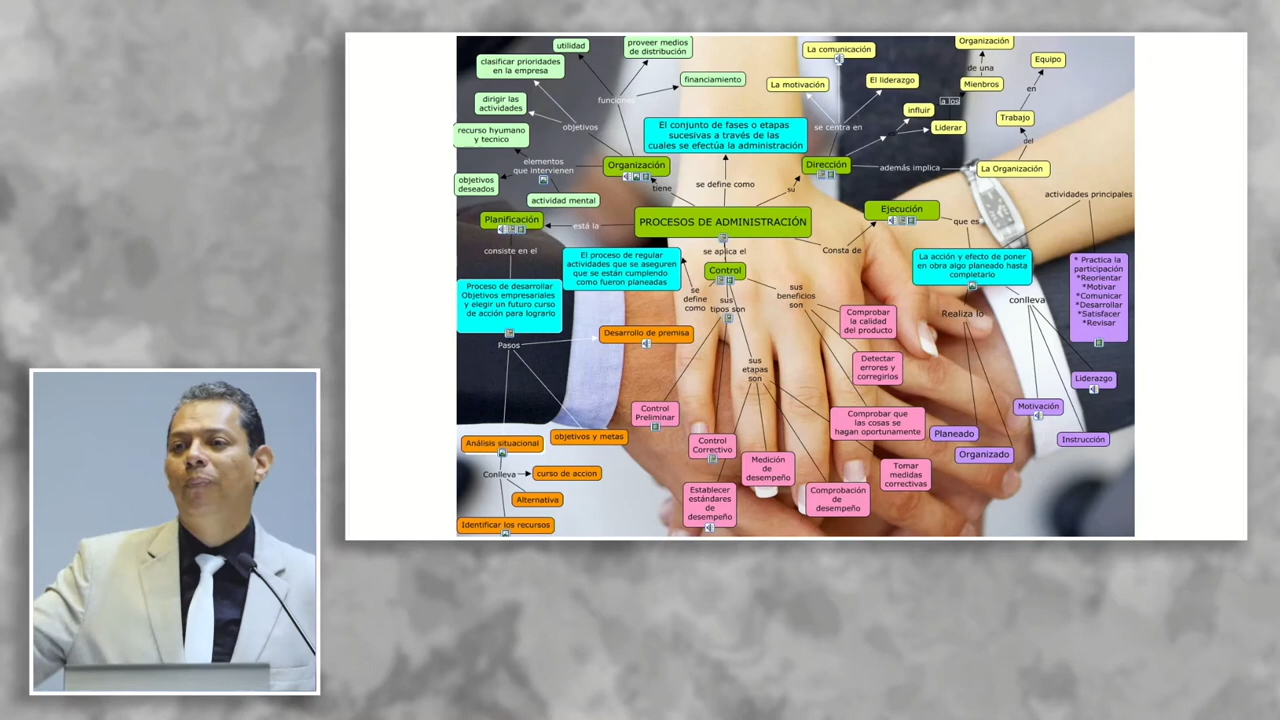 utilidad
proveer medios
de distribución
clasificar prioridades
en la empresa
funciones
financiamiento
dirigir las
actividades
objetivos
recurso hyumano
y tecnico
elementos
que intervienen
Organización
objetivos
deseados
actividad mental
tiene
El conjunto de fases o etapas
sucesivas a través de las
cuales se efectúa la administración
se define como
su
La comunicación
La motivación
El liderazgo
se centra en
influir
Liderar
a los
Mienbros
de una
Organización
Equipo
en
Trabajo
del
Dirección
además implica
La Organización
Planificación
está la
PROCESOS DE ADMINISTRACIÓN
Consta de
Ejecución
que es
actividades principales
consiste en el
El proceso de regular
actividades que se aseguren
que se están cumplendo
como fueron planeadas
se aplica el
Control
se
define
como
sus
tipos son
sus
beneficios
son
La acción y efecto de poner
en obra algo planeado hasta
completarlo
* Practica la
participación
*Reorientar
*Motivar
*Comunicar
*Desarrollar
*Satisfacer
*Revisar
Proceso de desarrollar
Objetivos empresariales
y elegir un futuro curso
de acción para lograrlo
Realiza lo
conlleva
Comprobar
la calidad
del producto
Desarrollo de premisa
Pasos
sus
etapas
son
Detectar
errores y
corregirlos
Liderazgo
Control
Preliminar
Comprobar que
las cosas se
hagan oportunamente
Motivación
Planeado
Instrucción
Organizado
Análisis situacional
objetivos y metas
Control
Correctivo
Medición
de
desempeño
Tomar
medidas
correctivas
Conlleva
curso de accion
Alternativa
Establecer
estándares
de
desempeño
Comprobación
de
desempeño
Identificar los recursos